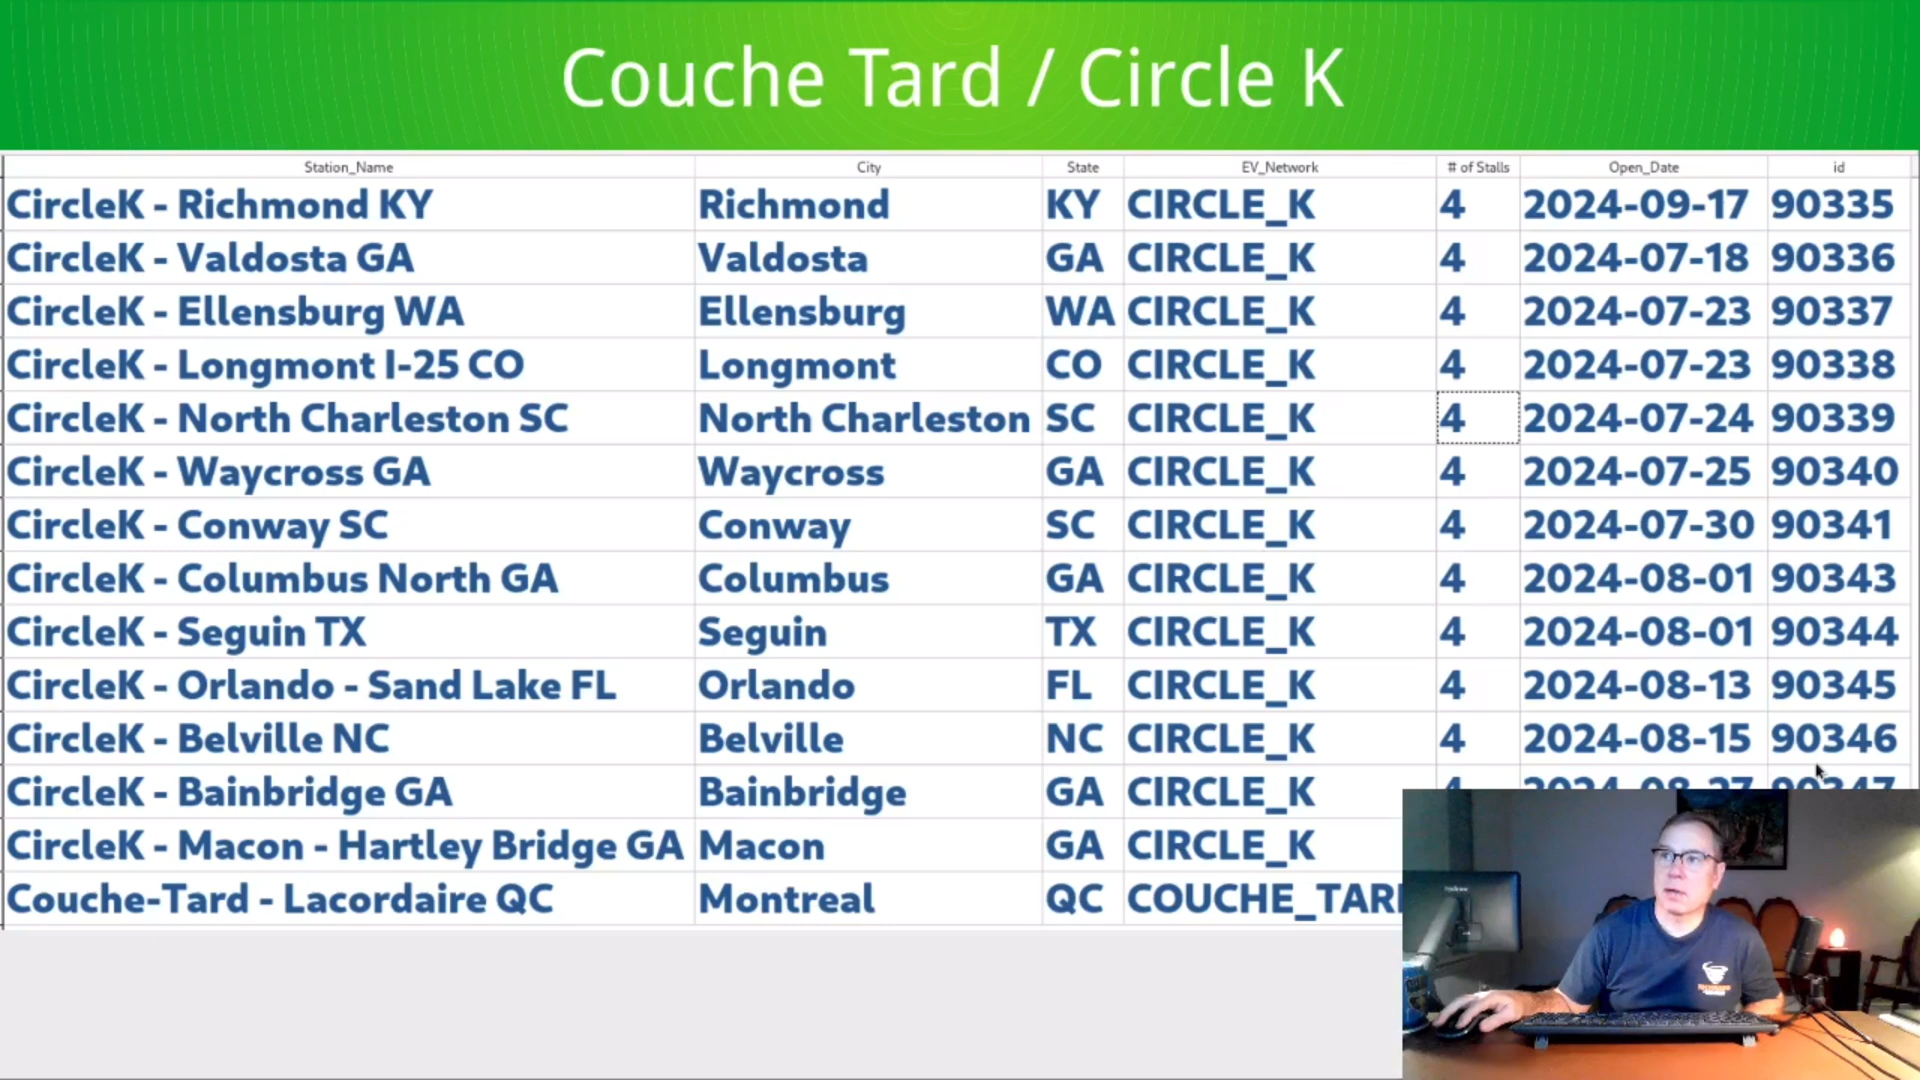 Couche Tard / Circle K
Station_Name City State EV_Network # of Stalls Open_Date id
CircleK - Richmond KY Richmond KY CIRCLE_K 4 2024-09-17 90335
CircleK - Valdosta GA Valdosta GA CIRCLE_K 4 2024-07-18 90336
CircleK - Ellensburg WA Ellensburg WA CIRCLE_K 4 2024-07-23 90337
CircleK - Longmont I-25 CO Longmont CO CIRCLE_K 4 2024-07-23 90338
CircleK - North Charleston SC North Charleston SC CIRCLE_K 4 2024-07-24 90339
CircleK - Waycross GA Waycross GA CIRCLE_K 4 2024-07-25 90340
CircleK - Conway SC Conway SC CIRCLE_K 4 2024-07-30 90341
CircleK - Columbus North GA Columbus GA CIRCLE_K 4 2024-08-01 90343
CircleK - Seguin TX Seguin TX CIRCLE_K 4 2024-08-01 90344
CircleK - Orlando - Sand Lake FL Orlando FL CIRCLE_K 4 2024-08-13 90345
CircleK - Belville NC Belville NC CIRCLE_K 4 2024-08-15 90346
CircleK - Bainbridge GA Bainbridge GA CIRCLE_K 4 2024-08-27 90347
CircleK - Macon - Hartley Bridge GA Macon GA CIRCLE_K
Couche-Tard - Lacordaire QC Montreal QC COUCHE_TAR